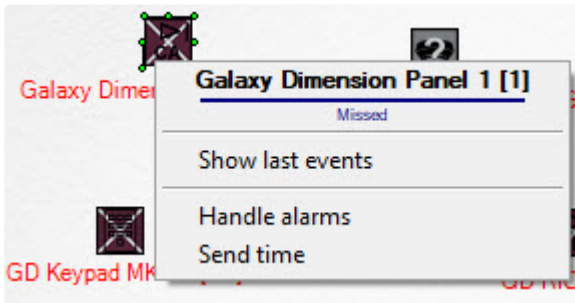 Galaxy Dimen
Galaxy Dimension Panel 1 [1]
Missed
Show last events
Handle alarms
Send time
GD Keypad MK